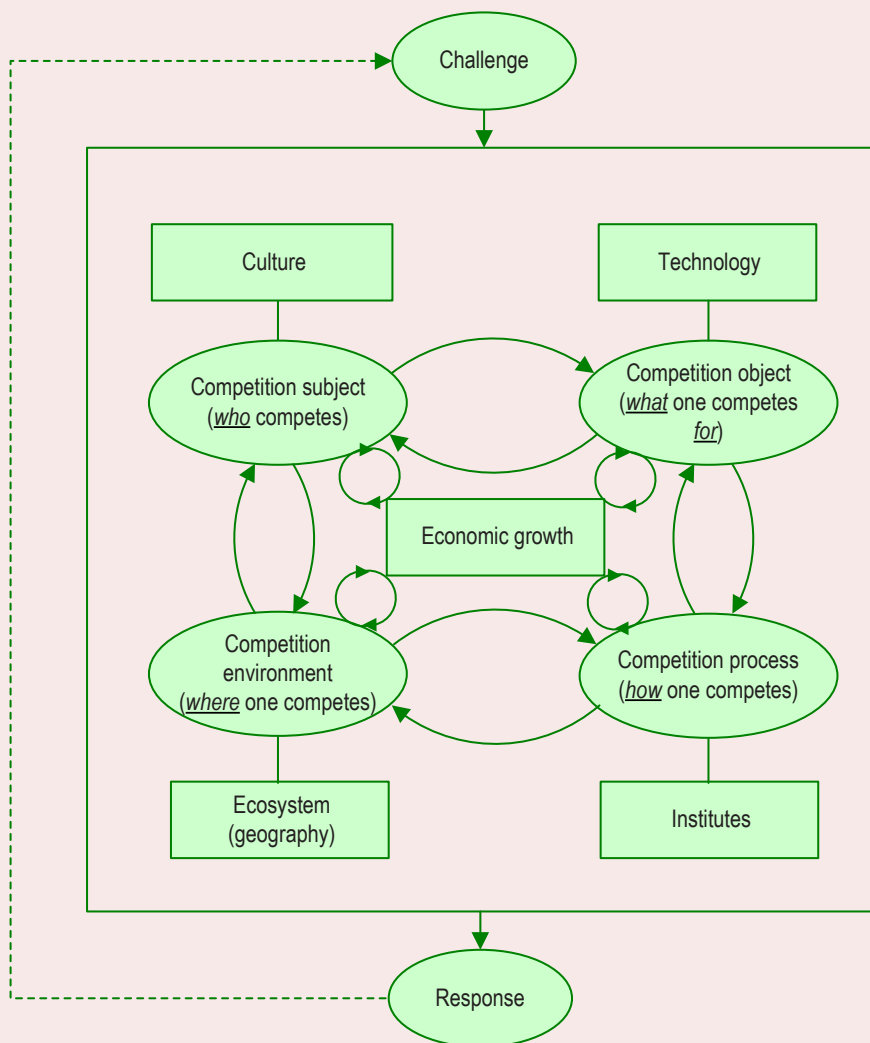 Challenge
Culture
Technology
Competition subject
(who competes)
Competition object
(what one competes
for)
Economic growth
Competition
environment
(where one competes)
Competition process
(how one competes)
Ecosystem
(geography)
Institutes
Response